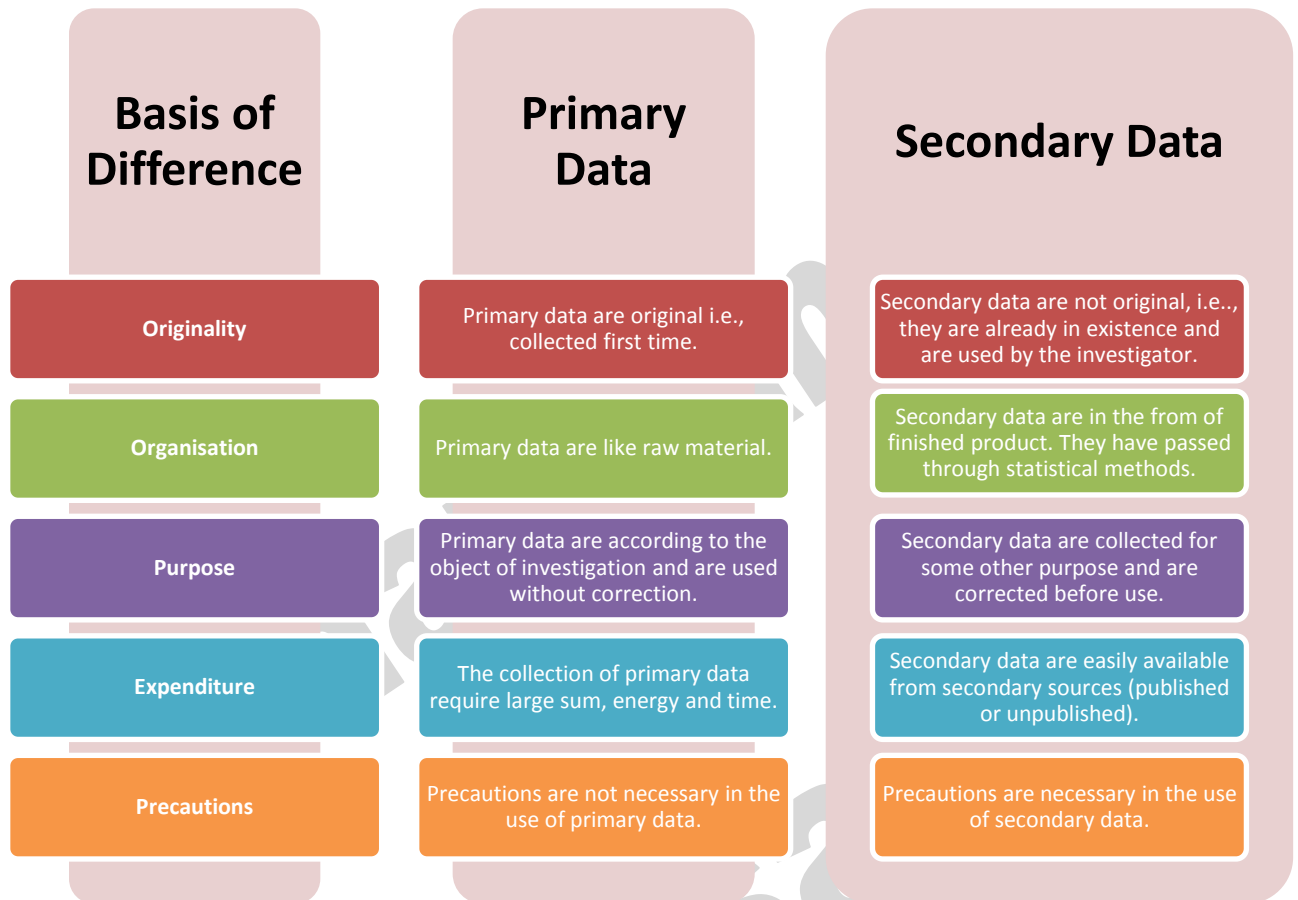 Basis of
Difference
Primary
Data
Secondary Data
Originality
Primary data are original i.e.,
collected first time.
Secondary data are not original, i.e..,
they are already in existence and
are used by the investigator.
Organisation
Primary data are like raw material.
Secondary data are in the from of
finished product. They have passed
through statistical methods.
Purpose
Primary data are according to the
object of investigation and are used
without correction.
Secondary data are collected for
some other purpose and are
corrected before use.
Expenditure
The collection of primary data
require large sum, energy and time.
Secondary data are easily available
from secondary sources (published
or unpublished).
Precautions
Precautions are not necessary in the
use of primary data.
Precautions are necessary in the use
of secondary data.